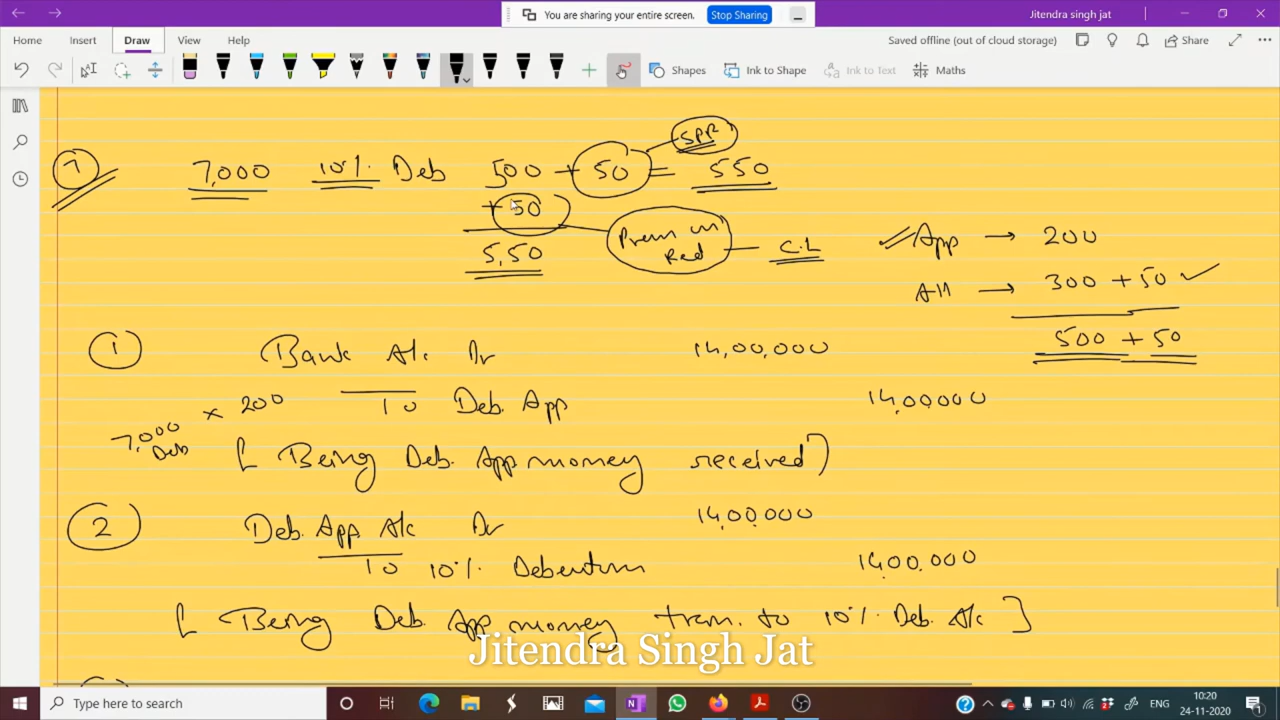 You are sharing your entire screen. Stop Sharing
Jitendra singh jat
Home Insert Draw View Help
Saved offline (out of cloud storage) Share
Shapes Ink to Shape Ink to Text Maths
7 7,000 10% Deb 500 + 50 = 550 SPR
+ 50 Prem on Red C.L
5,50
App → 200
All → 300 + 50 ✓
500 + 50
1 Bank A/c Dr 14,00,000
To Deb. App 14,00,000
7,000 Deb × 200
[Being Deb. App money received)
2 Deb. App A/c Dr 14,00,000
To 10% Debenture 14,00,000
[Being Deb. App money tran. to 10% Deb. A/c]
Jitendra Singh Jat
Type here to search
ENG 10:20
24-11-2020